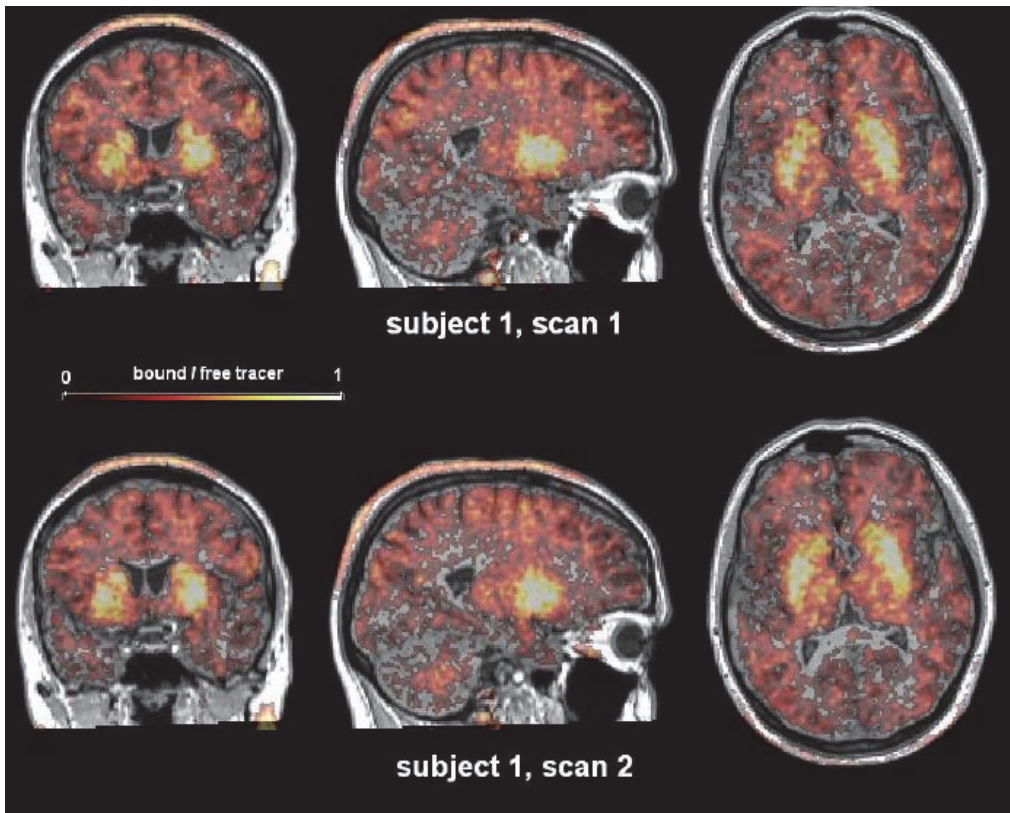 subject 1, scan 1
0 bound / free tracer 1
subject 1, scan 2